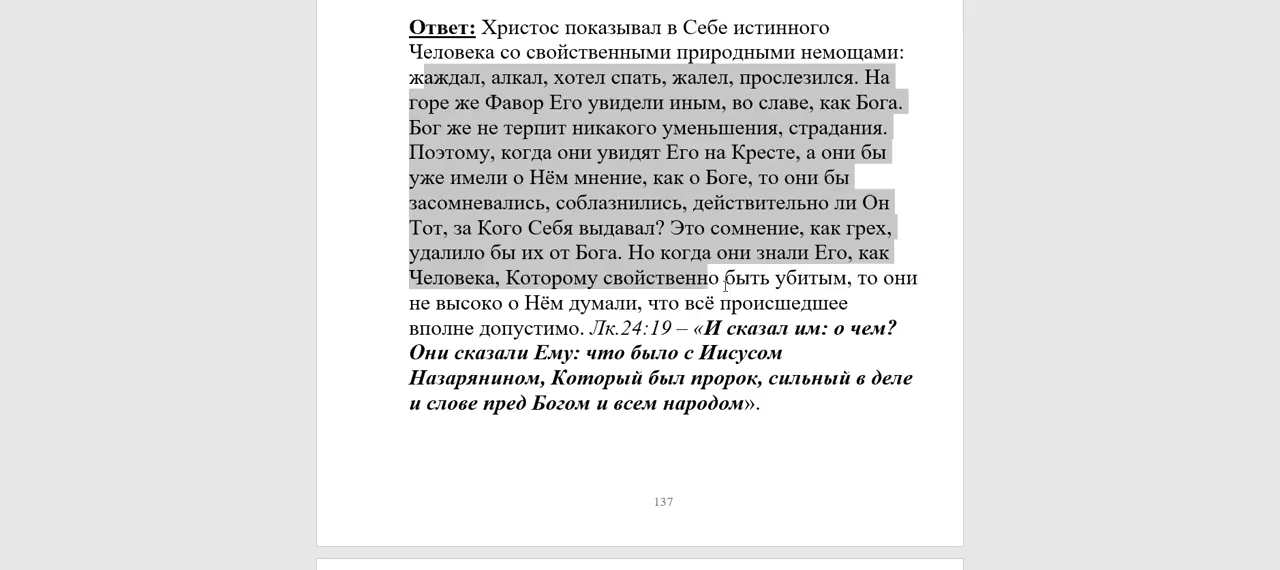 Ответ: Христос показывал в Себе истинного
Человека со свойственными природными немощами:
жаждал, алкал, хотел спать, жалел, прослезился. На
горе же Фавор Его увидели иным, во славе, как Бога.
Бог же не терпит никакого уменьшения, страдания.
Поэтому, когда они увидят Его на Кресте, а они бы
уже имели о Нём мнение, как о Боге, то они бы
засомневались, соблазнились, действительно ли Он
Тот, за Кого Себя выдавал? Это сомнение, как грех,
удалило бы их от Бога. Но когда они знали Его, как
Человека, Которому свойственно быть убитым, то они
не высоко о Нём думали, что всё происшедшее
вполне допустимо. Лк.24:19 – «И сказал им: о чем?
Они сказали Ему: что было с Иисусом
Назарянином, Который был пророк, сильный в деле
и слове пред Богом и всем народом».
137